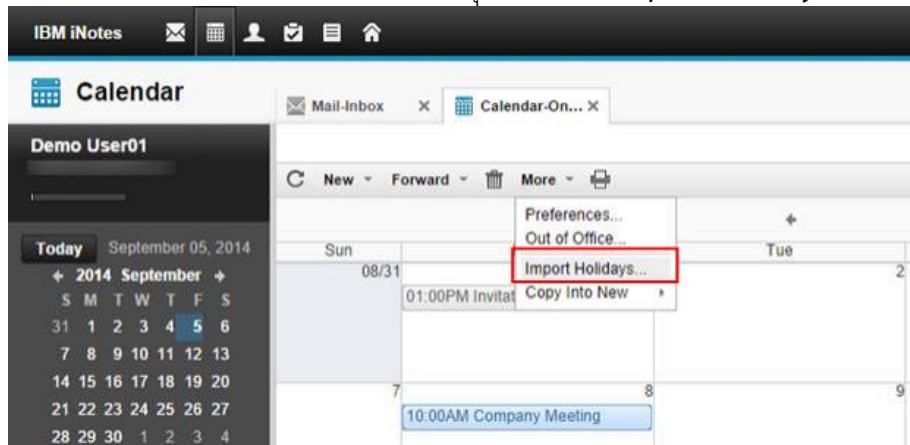 IBM iNotes
Calendar
Mail-Inbox X Calendar-On... X
Demo User01
New Forward More
Preferences...
Out of Office...
Import Holidays...
Copy Into New
Today September 05, 2014
2014 September
S M T W T F S
31 1 2 3 4 5 6
7 8 9 10 11 12 13
14 15 16 17 18 19 20
21 22 23 24 25 26 27
28 29 30 1 2 3 4
Sun Tue
08/31 2
01:00PM Invitat
7 8 9
10:00AM Company Meeting